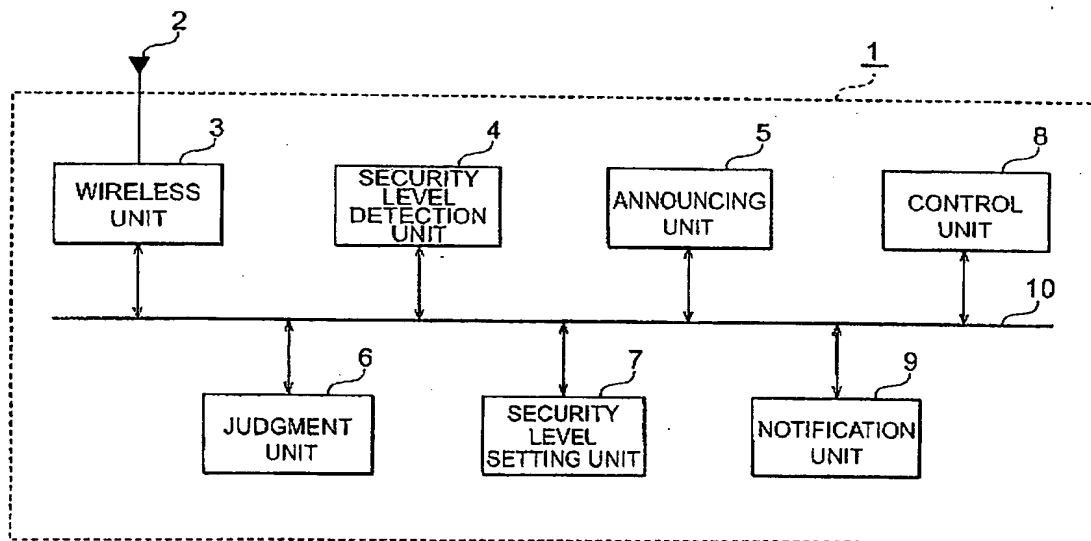 2
1
3
4
5
8
WIRELESS
UNIT
SECURITY
LEVEL
DETECTION
UNIT
ANNOUNCING
UNIT
CONTROL
UNIT
10
6
7
9
JUDGMENT
UNIT
SECURITY
LEVEL
SETTING UNIT
NOTIFICATION
UNIT